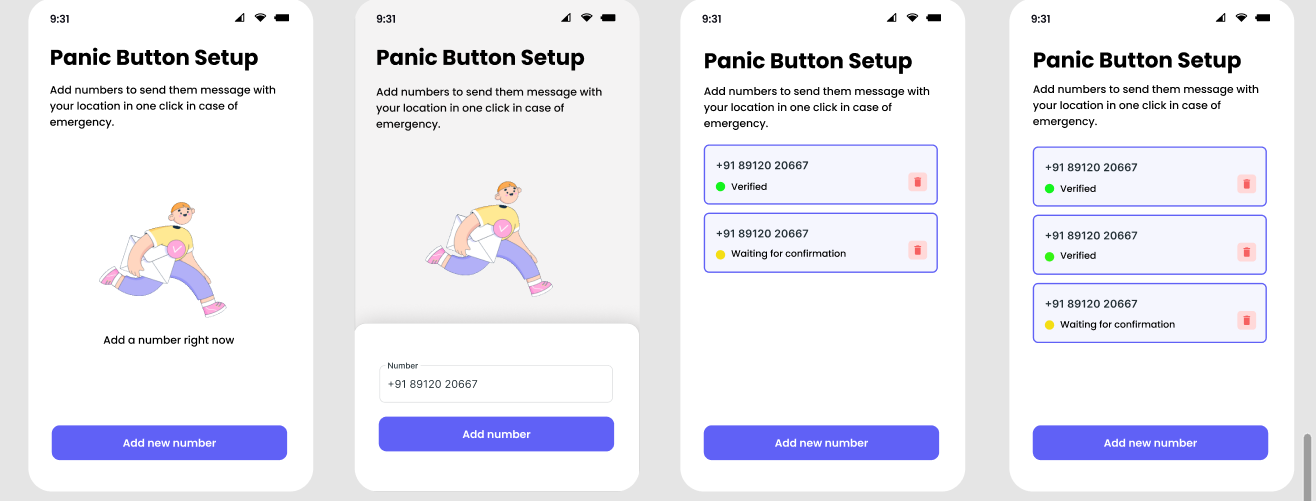 9:31
Panic Button Setup
Add numbers to send them message with
your location in one click in case of
emergency.
Add a number right now
Add new number
9:31
Panic Button Setup
Add numbers to send them message with
your location in one click in case of
emergency.
Number
+91 89120 20667
Add number
9:31
Panic Button Setup
Add numbers to send them message with
your location in one click in case of
emergency.
+91 89120 20667
Verified
+91 89120 20667
Waiting for confirmation
Add new number
9:31
Panic Button Setup
Add numbers to send them message with
your location in one click in case of
emergency.
+91 89120 20667
Verified
+91 89120 20667
Verified
+91 89120 20667
Waiting for confirmation
Add new number